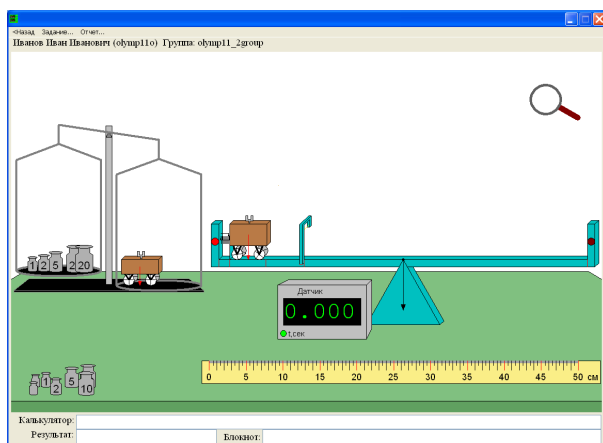 <Назад Задание... Отчет...
Иванов Иван Иванович (olymp11o) Группа: olymp11_2group
1 2 5 2 20
Датчик
0.000
t,сек
1 2 5 10
0 5 10 15 20 25 30 35 40 45 50 см
Калькулятор:
Результат: Блокнот: